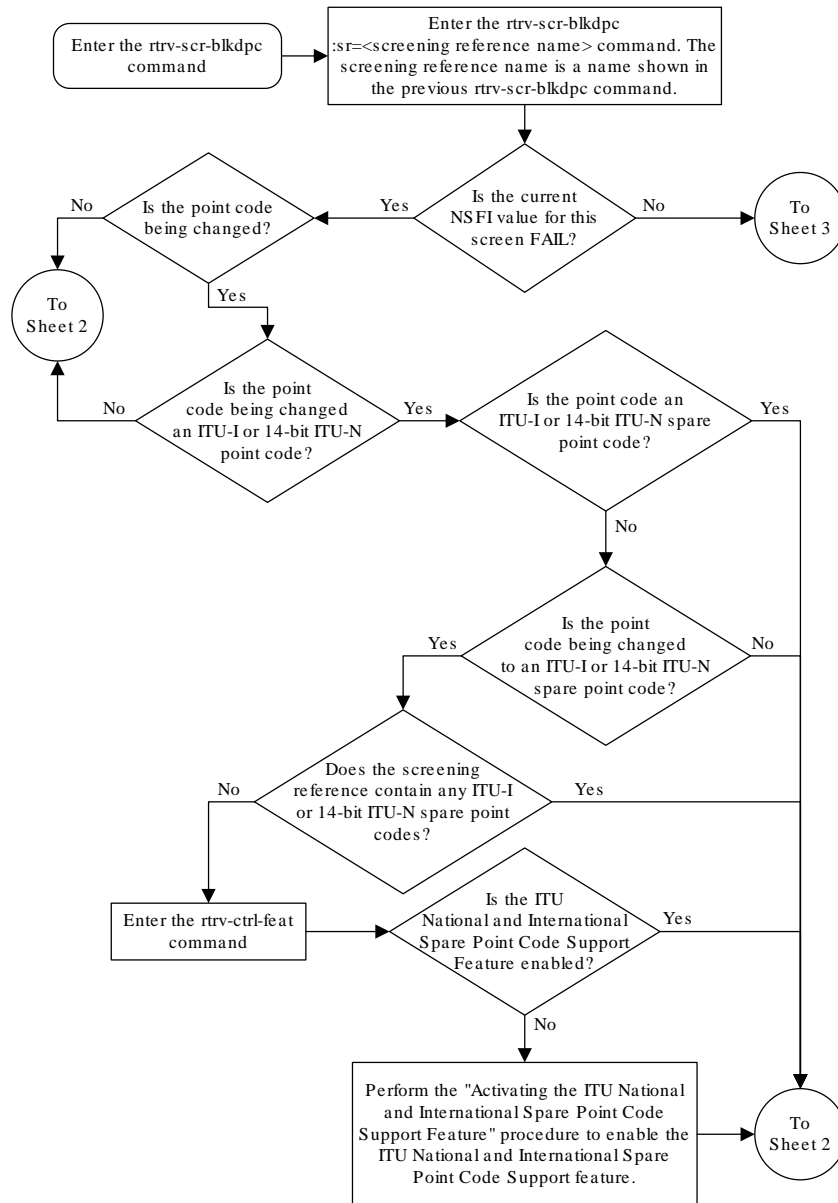 Enter the rtrv-scr-blkdpc
command
Enter the rtrv-scr-blkdpc
:sr=<screening reference name> command. The
screening reference name is a name shown in
the previous rtrv-scr-blkdpc command.
Is the current
NSFI value for this
screen FAIL?
Yes
No
To
Sheet 3
Is the point code
being changed?
No
Yes
To
Sheet 2
Is the point
code being changed
an ITU-I or 14-bit ITU-N
point code?
No
Yes
Is the point code an
ITU-I or 14-bit ITU-N spare
point code?
Yes
No
Is the point
code being changed
to an ITU-I or 14-bit ITU-N
spare point code?
Yes
No
Does the screening
reference contain any ITU-I
or 14-bit ITU-N spare point
codes?
No
Yes
Enter the rtrv-ctrl-feat
command
Is the ITU
National and International
Spare Point Code Support
Feature enabled?
Yes
No
Perform the "Activating the ITU National
and International Spare Point Code
Support Feature" procedure to enable the
ITU National and International Spare
Point Code Support feature.
To
Sheet 2